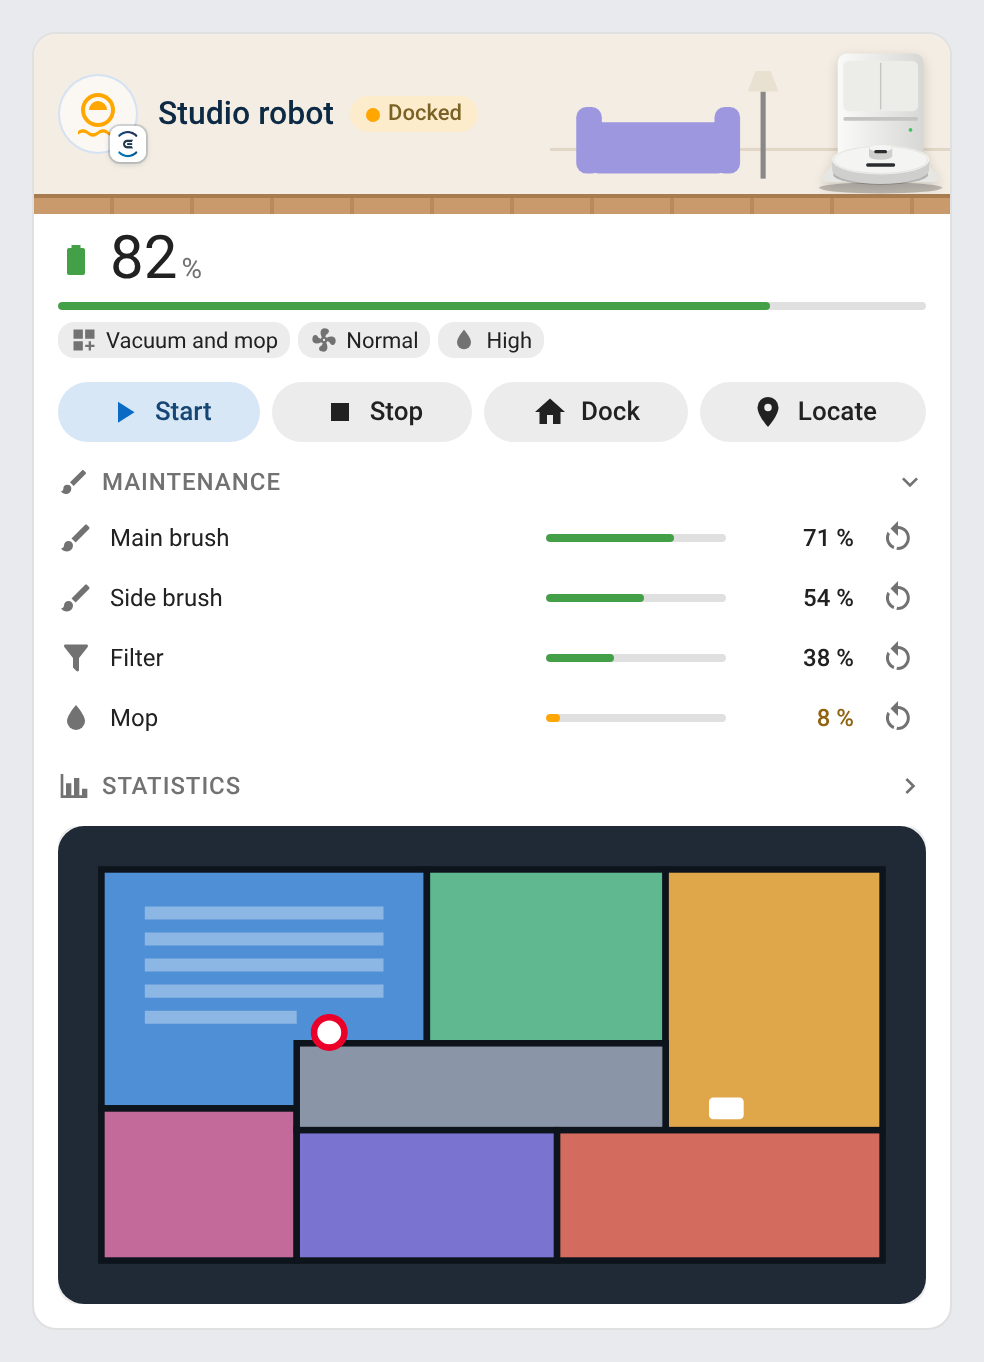 Studio robot
Docked
82 %
Vacuum and mop
Normal
High
Start
Stop
Dock
Locate
MAINTENANCE
Main brush 71 %
Side brush 54 %
Filter 38 %
Mop 8 %
STATISTICS